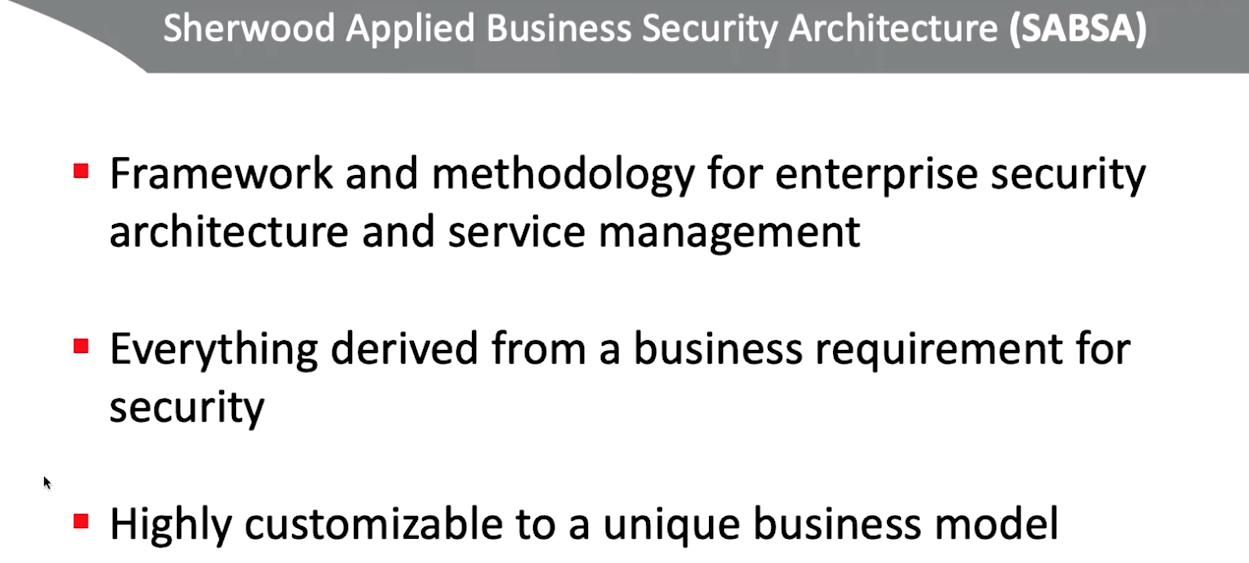 Sherwood Applied Business Security Architecture (SABSA)
Framework and methodology for enterprise security
architecture and service management
Everything derived from a business requirement for
security
Highly customizable to a unique business model